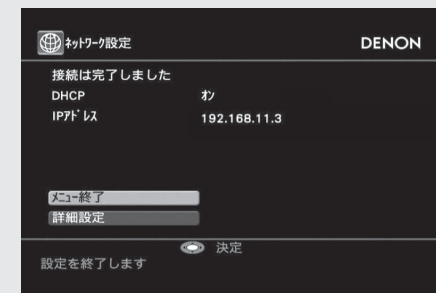 ﾈｯﾄﾜｰｸ設定 DENON
接続は完了しました
DHCP ｵﾝ
IPｱﾄﾞﾚｽ 192.168.11.3
ﾒﾆｭｰ終了
詳細設定
決定
設定を終了します